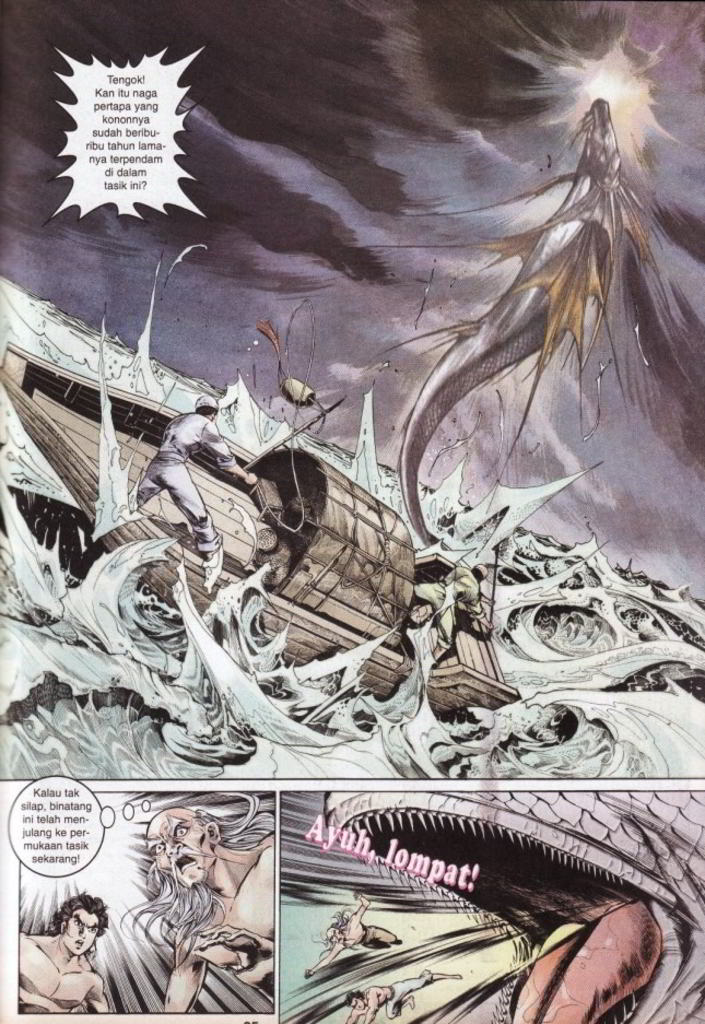 Tengok!
Kan itu naga
pertapa yang
kononnya
sudah beribu-
ribu tahun lama-
nya terpendam
di dalam
tasik ini?
Kalau tak
silap, binatang
ini telah men-
julang ke per-
mukaan tasik
sekarang!
Ayuh, lompat!